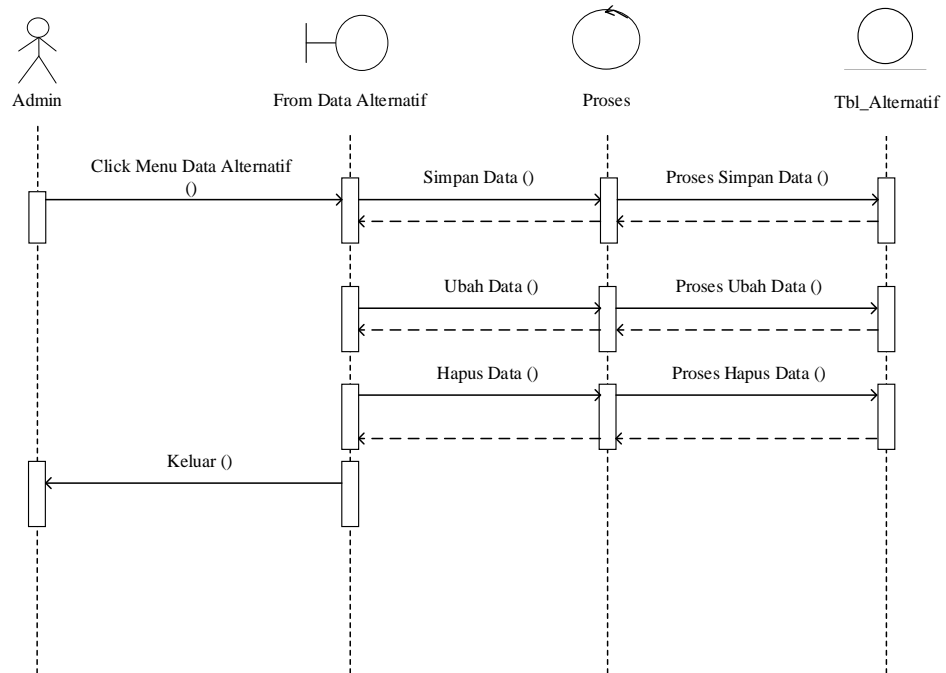 Admin
From Data Alternatif
Proses
Tbl_Alternatif
Click Menu Data Alternatif
()
Simpan Data ()
Proses Simpan Data ()
Ubah Data ()
Proses Ubah Data ()
Hapus Data ()
Proses Hapus Data ()
Keluar ()